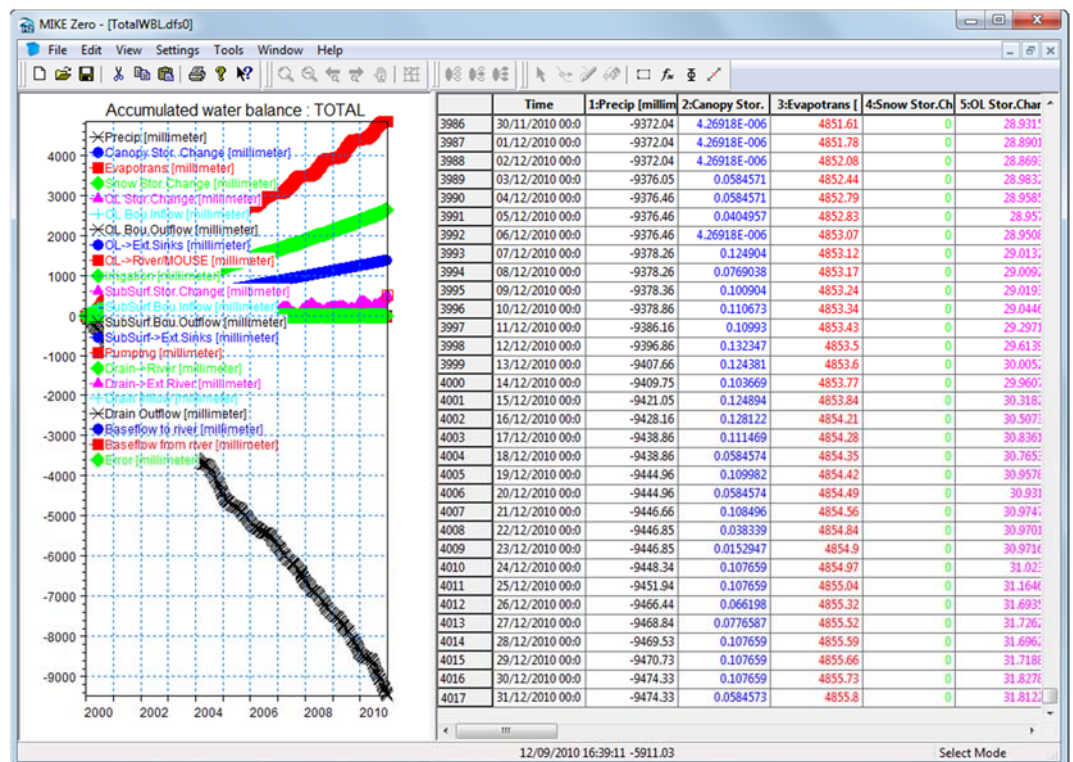 MIKE Zero - [TotalWBL.dfs0]
File Edit View Settings Tools Window Help
Accumulated water balance : TOTAL
Precip [millimeter]
Canopy Stor. Change [millimeter]
Evapotrans [millimeter]
Snow Stor.Change [millimeter]
OL Stor.Change [millimeter]
OL Bou.Inflow [millimeter]
OL Bou.Outflow [millimeter]
OL->Ext.Sinks [millimeter]
OL->River/MOUSE [millimeter]
Irrigation [millimeter]
SubSurf.Stor.Change [millimeter]
SubSurf.Bou.Inflow [millimeter]
SubSurf.Bou.Outflow [millimeter]
SubSurf->Ext.Sinks [millimeter]
Pumping [millimeter]
Drain->River [millimeter]
Drain->Ext.River [millimeter]
Drain Inflow [millimeter]
Drain Outflow [millimeter]
Baseflow to river [millimeter]
Baseflow from river [millimeter]
Error [millimeter]
4000
3000
2000
1000
0
-1000
-2000
-3000
-4000
-5000
-6000
-7000
-8000
-9000
2000 2002 2004 2006 2008 2010
Time 1:Precip [millim 2:Canopy Stor. 3:Evapotrans [ 4:Snow Stor.Ch 5:OL Stor.Char
3986 30/11/2010 00:0 -9372.04 4.26918E-006 4851.61 0 28.9315
3987 01/12/2010 00:0 -9372.04 4.26918E-006 4851.78 0 28.8901
3988 02/12/2010 00:0 -9372.04 4.26918E-006 4852.08 0 28.8693
3989 03/12/2010 00:0 -9376.05 0.0584571 4852.44 0 28.9832
3990 04/12/2010 00:0 -9376.46 0.0584571 4852.79 0 28.9585
3991 05/12/2010 00:0 -9376.46 0.0404957 4852.83 0 28.957
3992 06/12/2010 00:0 -9376.46 4.26918E-006 4853.07 0 28.9508
3993 07/12/2010 00:0 -9378.26 0.124904 4853.12 0 29.0132
3994 08/12/2010 00:0 -9378.26 0.0769038 4853.17 0 29.0092
3995 09/12/2010 00:0 -9378.36 0.100904 4853.24 0 29.0193
3996 10/12/2010 00:0 -9378.86 0.110673 4853.34 0 29.0446
3997 11/12/2010 00:0 -9386.16 0.10993 4853.43 0 29.2971
3998 12/12/2010 00:0 -9396.86 0.132347 4853.5 0 29.6139
3999 13/12/2010 00:0 -9407.66 0.124381 4853.6 0 30.0052
4000 14/12/2010 00:0 -9409.75 0.103669 4853.77 0 29.9607
4001 15/12/2010 00:0 -9421.05 0.124894 4853.84 0 30.3182
4002 16/12/2010 00:0 -9428.16 0.128122 4854.21 0 30.5073
4003 17/12/2010 00:0 -9438.86 0.111469 4854.28 0 30.8361
4004 18/12/2010 00:0 -9438.86 0.0584574 4854.35 0 30.7653
4005 19/12/2010 00:0 -9444.96 0.109982 4854.42 0 30.9578
4006 20/12/2010 00:0 -9444.96 0.0584574 4854.49 0 30.931
4007 21/12/2010 00:0 -9446.66 0.108496 4854.56 0 30.9747
4008 22/12/2010 00:0 -9446.85 0.038339 4854.84 0 30.9701
4009 23/12/2010 00:0 -9446.85 0.0152947 4854.9 0 30.9716
4010 24/12/2010 00:0 -9448.34 0.107659 4854.97 0 31.023
4011 25/12/2010 00:0 -9451.94 0.107659 4855.04 0 31.1646
4012 26/12/2010 00:0 -9466.44 0.066198 4855.32 0 31.6935
4013 27/12/2010 00:0 -9468.84 0.0776587 4855.52 0 31.7262
4014 28/12/2010 00:0 -9469.53 0.107659 4855.59 0 31.6962
4015 29/12/2010 00:0 -9470.73 0.107659 4855.66 0 31.7188
4016 30/12/2010 00:0 -9474.33 0.107659 4855.73 0 31.8278
4017 31/12/2010 00:0 -9474.33 0.0584573 4855.8 0 31.8122
12/09/2010 16:39:11 -5911.03 Select Mode